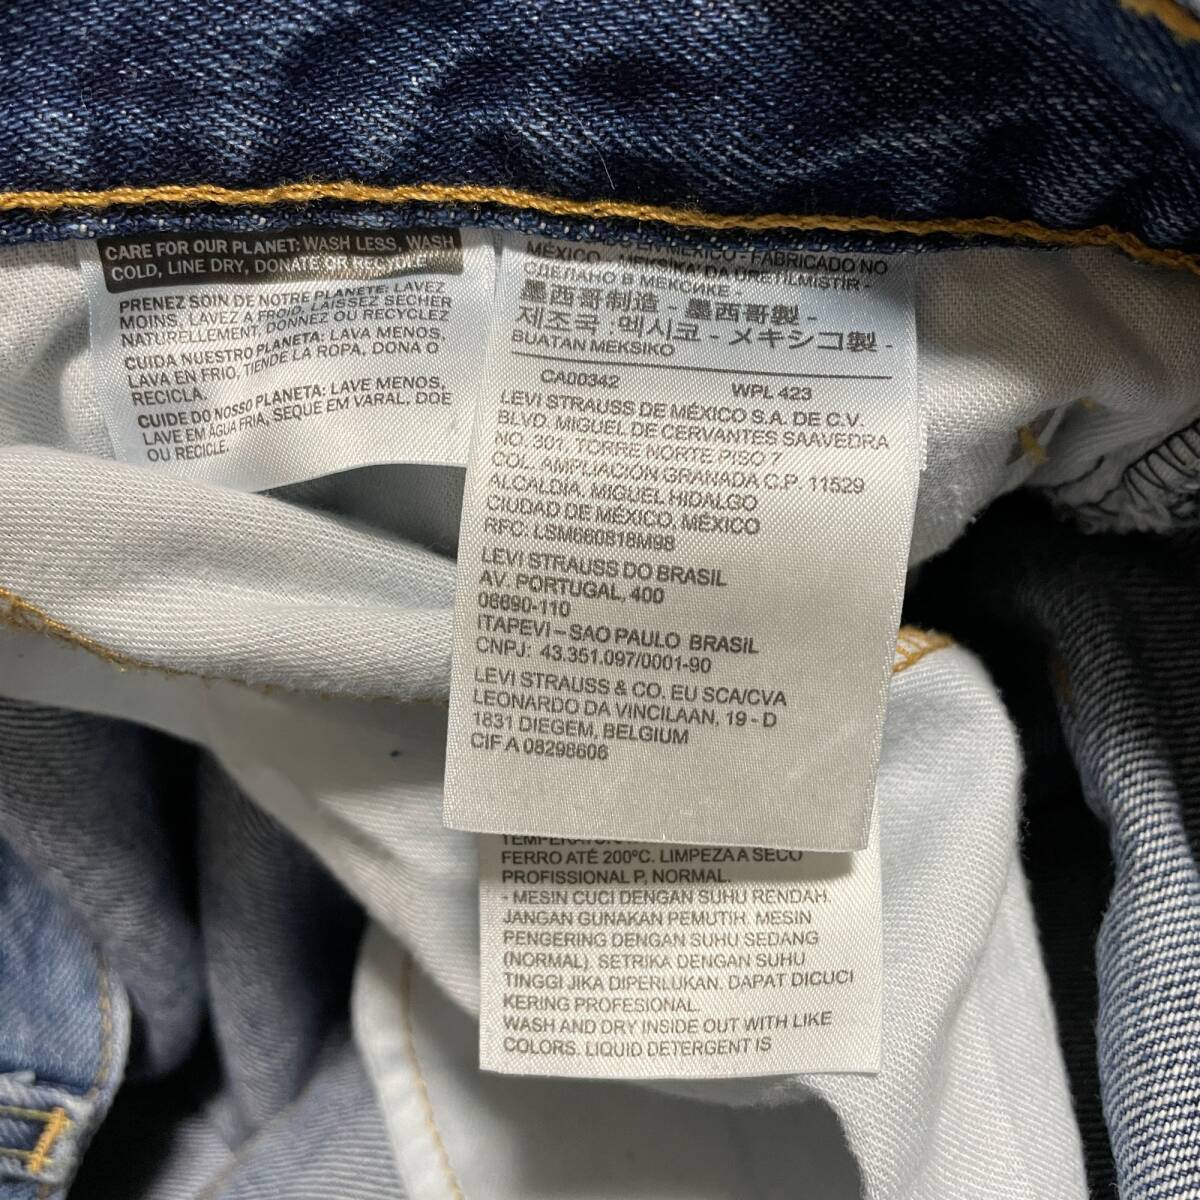 CARE FOR OUR PLANET: WASH LESS, WASH
COLD, LINE DRY, DONATE OR RECYCLE
PRENEZ SOIN DE NOTRE PLANETE: LAVEZ
MOINS, LAVEZ A FROID, LAISSEZ SECHER
NATURELLEMENT, DONNEZ OU RECYCLEZ
CUIDA NUESTRO PLANETA: LAVA MENOS,
LAVA EN FRIO, TIENDE LA ROPA, DONA O
RECICLA.
CUIDE DO NOSSO PLANETA: LAVE MENOS,
LAVE EM ÁGUA FRIA, SEQUE EM VARAL, DOE
OU RECICLE.
EN MEXICO - FABRICADO NO
MÉXICO - MEKSİKA' DA ÜRETİLMİŞTİR -
СДЕЛАНО В МЕКСИКЕ
墨西哥制造 - 墨西哥製 -
제조국 :멕시코 - メキシコ製 -
BUATAN MEKSIKO
CA00342 WPL 423
LEVI STRAUSS DE MÉXICO S.A. DE C.V.
BLVD. MIGUEL DE CERVANTES SAAVEDRA
NO. 301, TORRE NORTE PISO 7
COL. AMPLIACIÓN GRANADA C.P. 11529
ALCALDÍA, MIGUEL HIDALGO
CIUDAD DE MÉXICO, MÉXICO
RFC: LSM660818M98
LEVI STRAUSS DO BRASIL
AV. PORTUGAL, 400
06690-110
ITAPEVI – SAO PAULO BRASIL
CNPJ: 43.351.097/0001-90
LEVI STRAUSS & CO. EU SCA/CVA
LEONARDO DA VINCILAAN, 19 - D
1831 DIEGEM, BELGIUM
CIF A 08298606
FERRO ATÉ 200ºC. LIMPEZA A SECO
PROFISSIONAL P, NORMAL.
- MESIN CUCI DENGAN SUHU RENDAH.
JANGAN GUNAKAN PEMUTIH. MESIN
PENGERING DENGAN SUHU SEDANG
(NORMAL). SETRIKA DENGAN SUHU
TINGGI JIKA DIPERLUKAN. DAPAT DICUCI
KERING PROFESIONAL.
WASH AND DRY INSIDE OUT WITH LIKE
COLORS. LIQUID DETERGENT IS